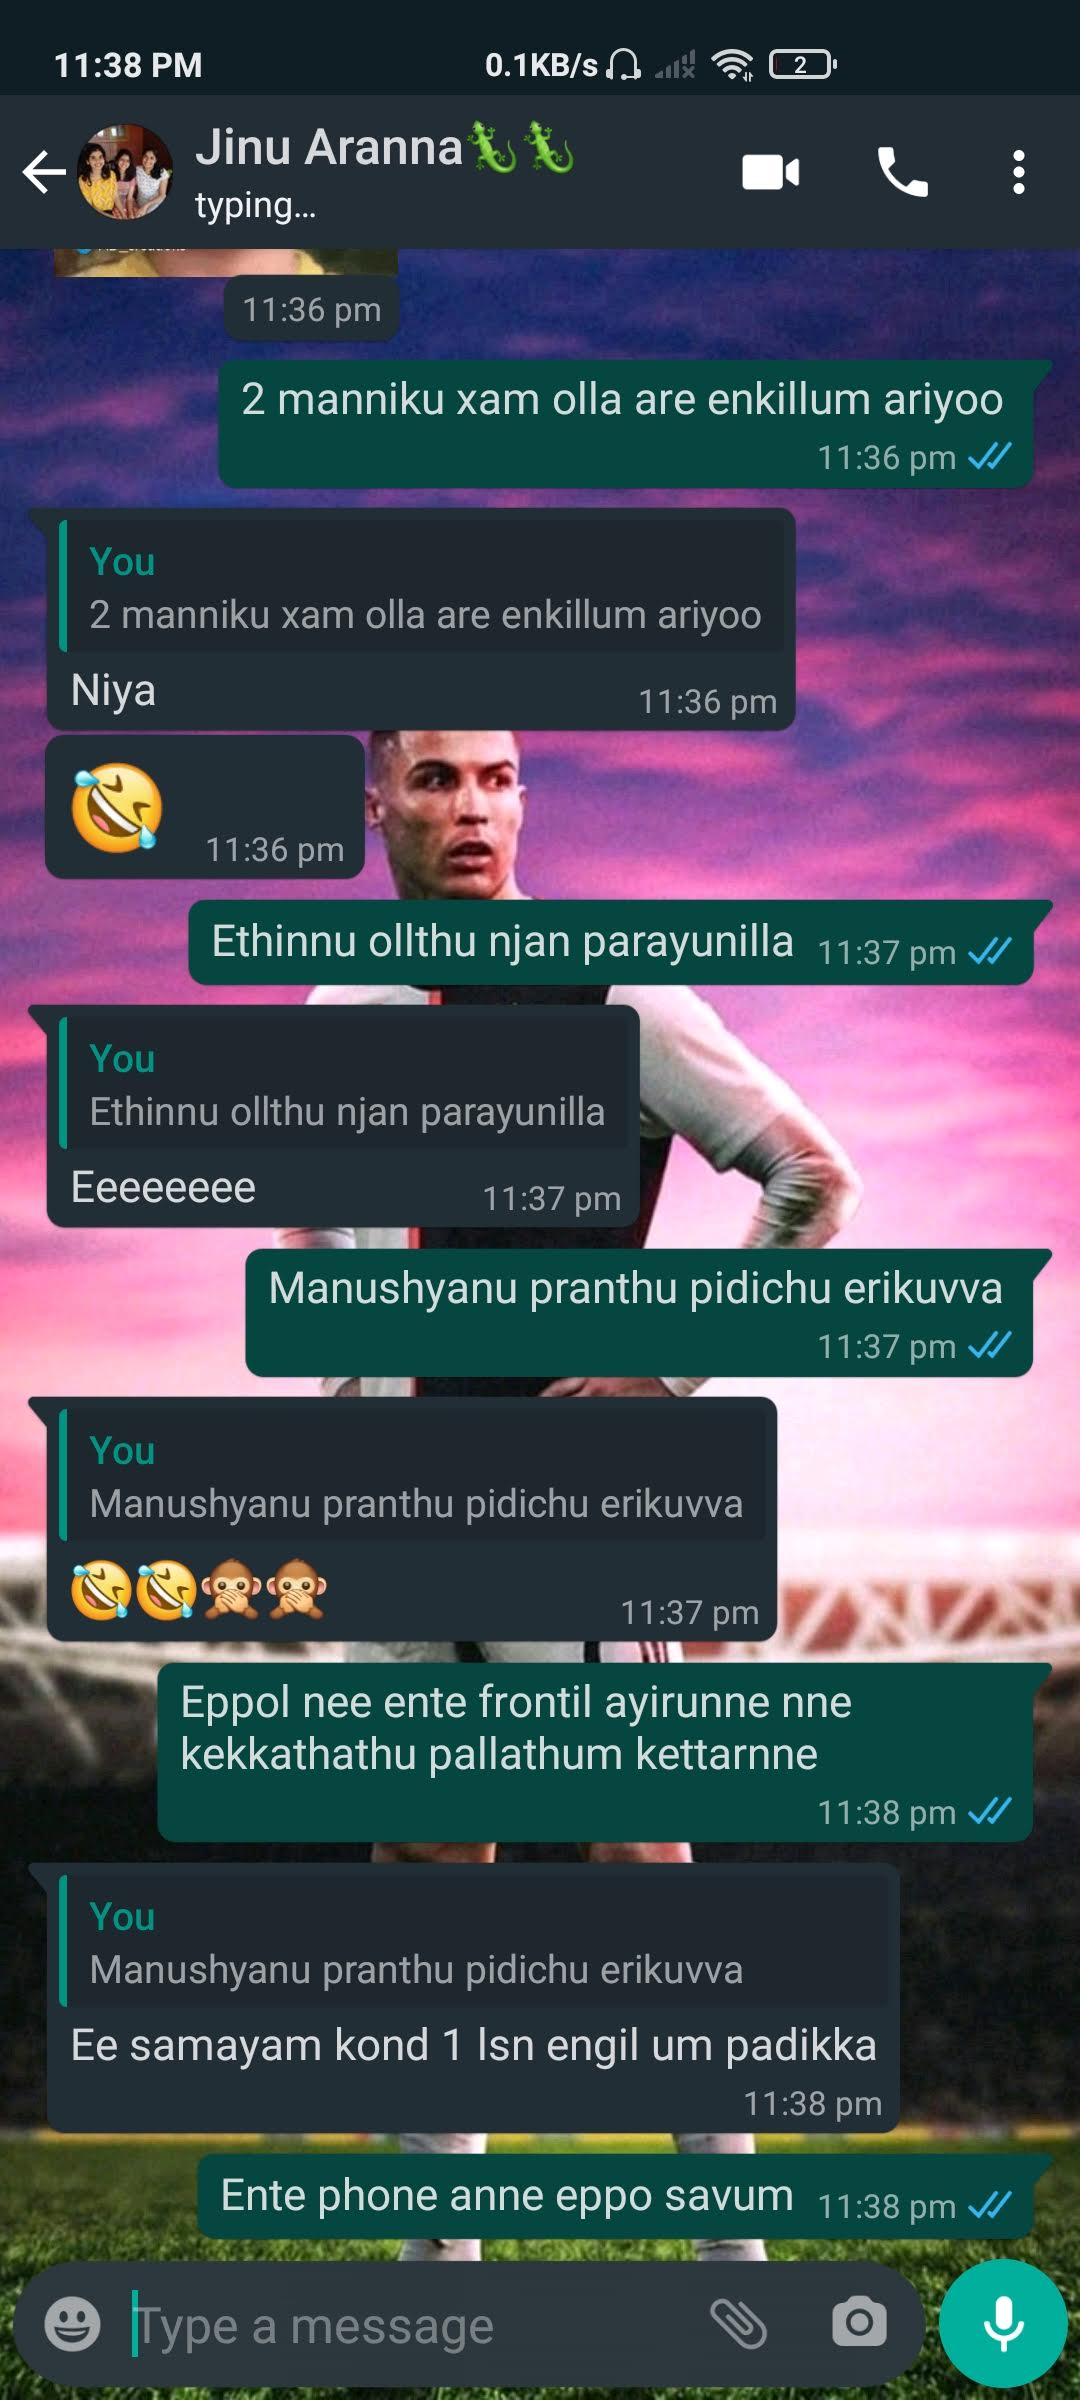 11:38 PM
0.1KB/s
2
Jinu Aranna🦎🦎
typing...
11:36 pm
2 manniku xam olla are enkillum ariyoo
11:36 pm
You
2 manniku xam olla are enkillum ariyoo
Niya
11:36 pm
🤣
11:36 pm
Ethinnu ollthu njan parayunilla
11:37 pm
You
Ethinnu ollthu njan parayunilla
Eeeeeeee
11:37 pm
Manushyanu pranthu pidichu erikuvva
11:37 pm
You
Manushyanu pranthu pidichu erikuvva
🤣🤣🙊🙊
11:37 pm
Eppol nee ente frontil ayirunne nne
kekkathathu pallathum kettarnne
11:38 pm
You
Manushyanu pranthu pidichu erikuvva
Ee samayam kond 1 lsn engil um padikka
11:38 pm
Ente phone anne eppo savum
11:38 pm
Type a message